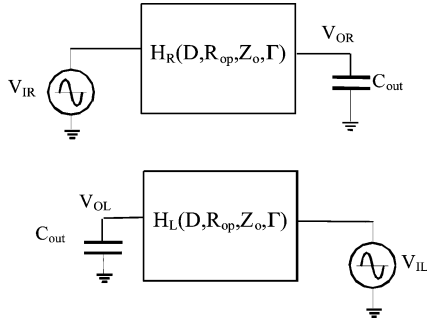 H_R(D,R_op,Z_o,Γ)
V_OR
V_IR
C_out
V_OL
H_L(D,R_op,Z_o,Γ)
C_out
V_IL